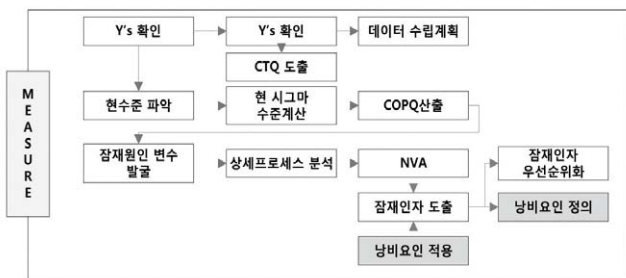 MEASURE
Y's 확인
Y's 확인
데이터 수립계획
CTQ 도출
현수준 파악
현 시그마
수준계산
COPQ산출
잠재원인 변수
발굴
상세프로세스 분석
NVA
잠재인자
우선순위화
잠재인자 도출
낭비요인 정의
낭비요인 적용